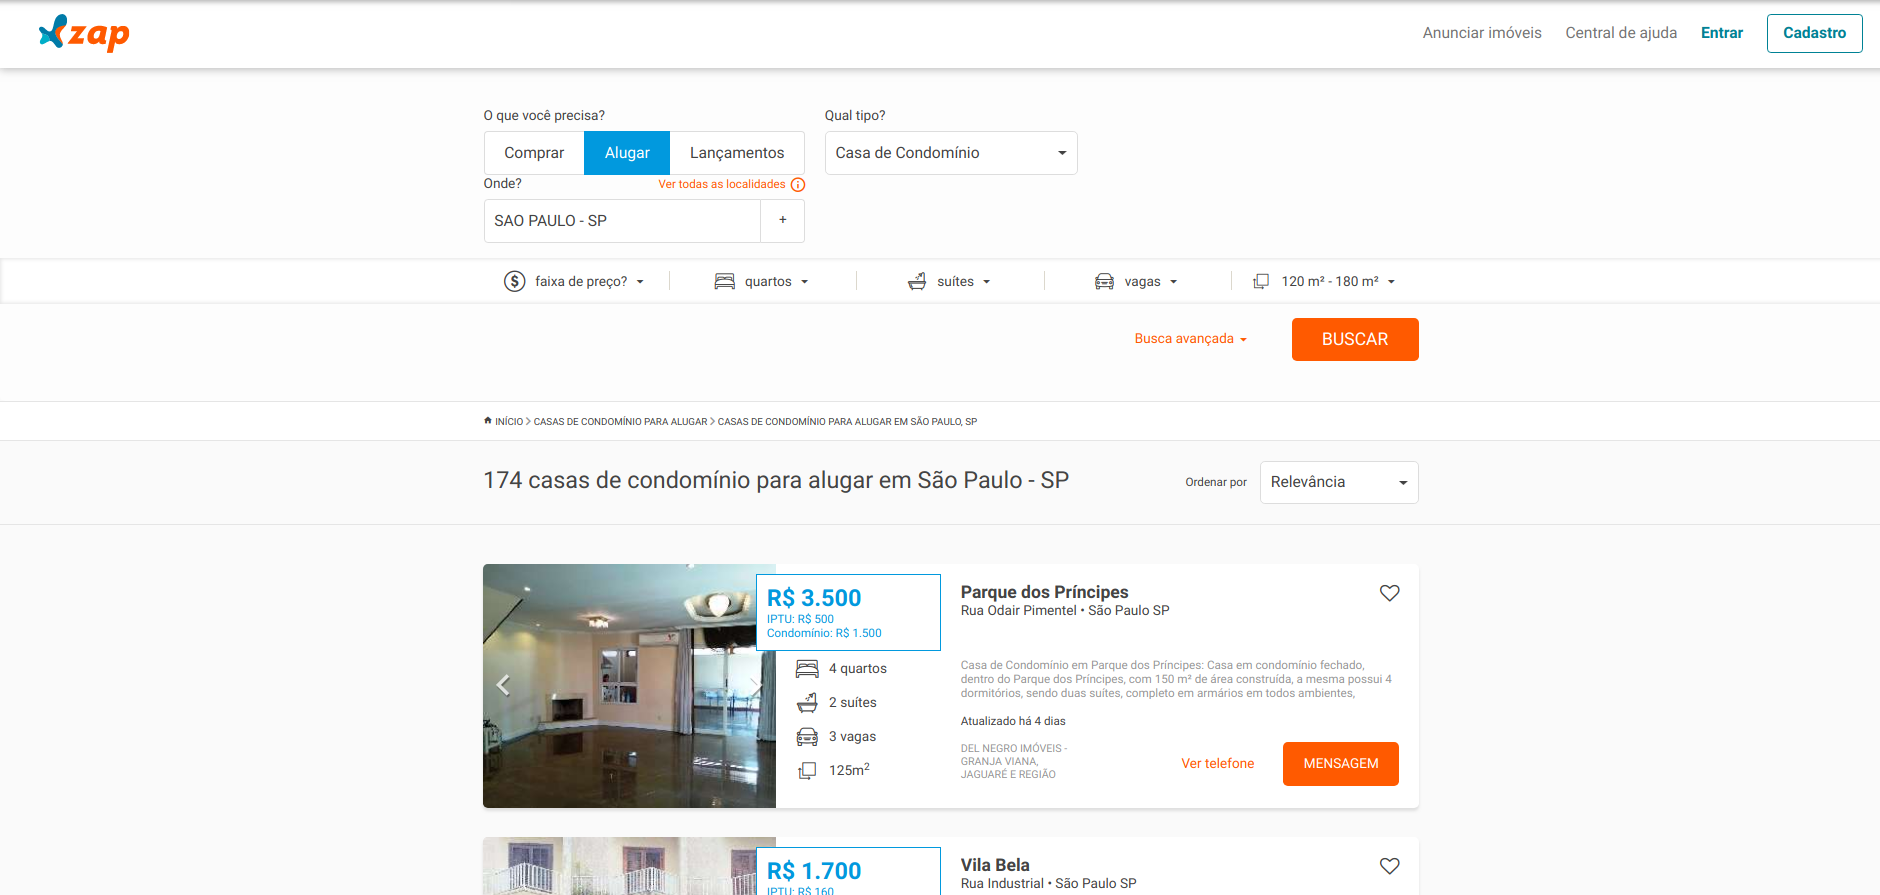 zap
Anunciar imóveis
Central de ajuda
Entrar
Cadastro
O que você precisa?
Comprar
Alugar
Lançamentos
Qual tipo?
Casa de Condomínio
Onde?
Ver todas as localidades
SAO PAULO - SP
+
faixa de preço?
quartos
suítes
vagas
120 m² - 180 m²
Busca avançada
BUSCAR
INÍCIO > CASAS DE CONDOMÍNIO PARA ALUGAR > CASAS DE CONDOMÍNIO PARA ALUGAR EM SÃO PAULO, SP
174 casas de condomínio para alugar em São Paulo - SP
Ordenar por
Relevância
R$ 3.500
IPTU: R$ 500
Condomínio: R$ 1.500
4 quartos
2 suítes
3 vagas
125m²
Parque dos Príncipes
Rua Odair Pimentel • São Paulo SP
Casa de Condomínio em Parque dos Príncipes: Casa em condomínio fechado,
dentro do Parque dos Príncipes, com 150 m² de área construída, a mesma possui 4
dormitórios, sendo duas suítes, completo em armários em todos ambientes,
Atualizado há 4 dias
DEL NEGRO IMÓVEIS -
GRANJA VIANA,
JAGUARÉ E REGIÃO
Ver telefone
MENSAGEM
R$ 1.700
IPTU: R$ 160
Vila Bela
Rua Industrial • São Paulo SP